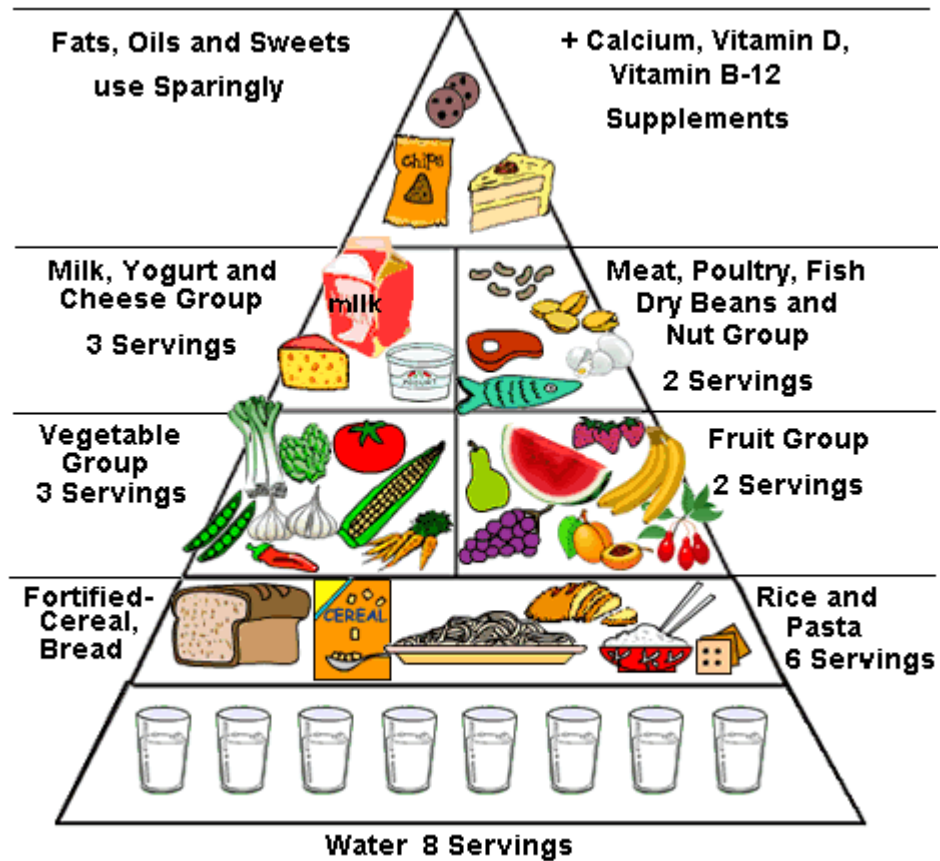 Fats, Oils and Sweets
use Sparingly
+ Calcium, Vitamin D,
Vitamin B-12
Supplements
chips
Milk, Yogurt and
Cheese Group
3 Servings
milk
YOGURT
Meat, Poultry, Fish
Dry Beans and
Nut Group
2 Servings
Vegetable
Group
3 Servings
Fruit Group
2 Servings
Fortified-
Cereal,
Bread
CEREAL
Rice and
Pasta
6 Servings
Water 8 Servings